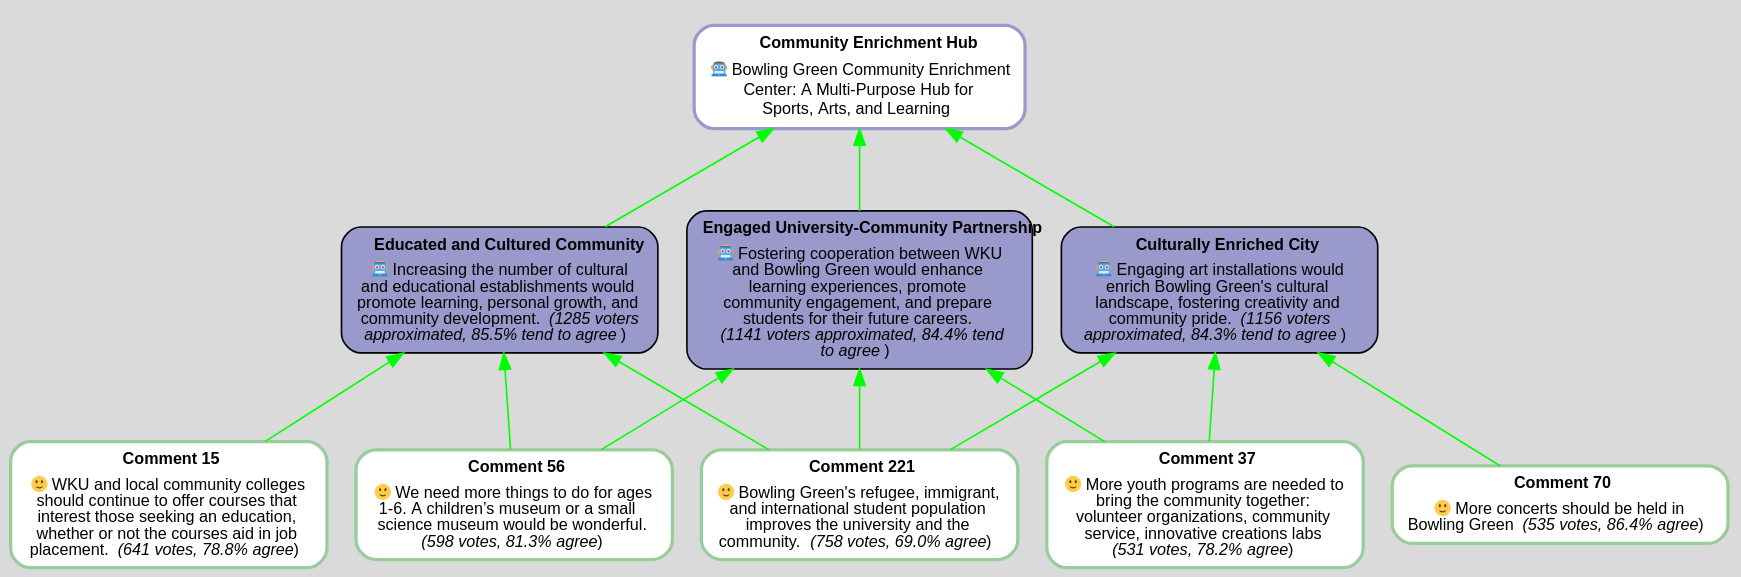 Community Enrichment Hub
Bowling Green Community Enrichment
Center: A Multi-Purpose Hub for
Sports, Arts, and Learning
Educated and Cultured Community
Increasing the number of cultural
and educational establishments would
promote learning, personal growth, and
community development. (1285 voters
approximated, 85.5% tend to agree )
Engaged University-Community Partnership
Fostering cooperation between WKU
and Bowling Green would enhance
learning experiences, promote
community engagement, and prepare
students for their future careers.
(1141 voters approximated, 84.4% tend
to agree )
Culturally Enriched City
Engaging art installations would
enrich Bowling Green's cultural
landscape, fostering creativity and
community pride. (1156 voters
approximated, 84.3% tend to agree )
Comment 15
WKU and local community colleges
should continue to offer courses that
interest those seeking an education,
whether or not the courses aid in job
placement. (641 votes, 78.8% agree)
Comment 56
We need more things to do for ages
1-6. A children’s museum or a small
science museum would be wonderful.
(598 votes, 81.3% agree)
Comment 221
Bowling Green's refugee, immigrant,
and international student population
improves the university and the
community. (758 votes, 69.0% agree)
Comment 37
More youth programs are needed to
bring the community together:
volunteer organizations, community
service, innovative creations labs
(531 votes, 78.2% agree)
Comment 70
More concerts should be held in
Bowling Green (535 votes, 86.4% agree)